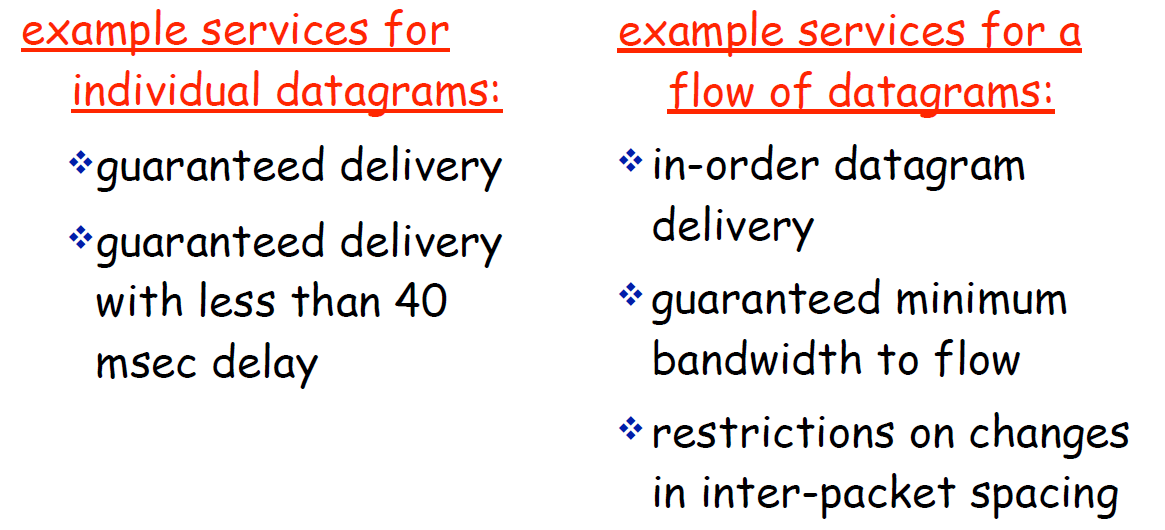 example services for
individual datagrams:
❖guaranteed delivery
❖guaranteed delivery
with less than 40
msec delay
example services for a
flow of datagrams:
❖ in-order datagram
delivery
❖ guaranteed minimum
bandwidth to flow
❖ restrictions on changes
in inter-packet spacing